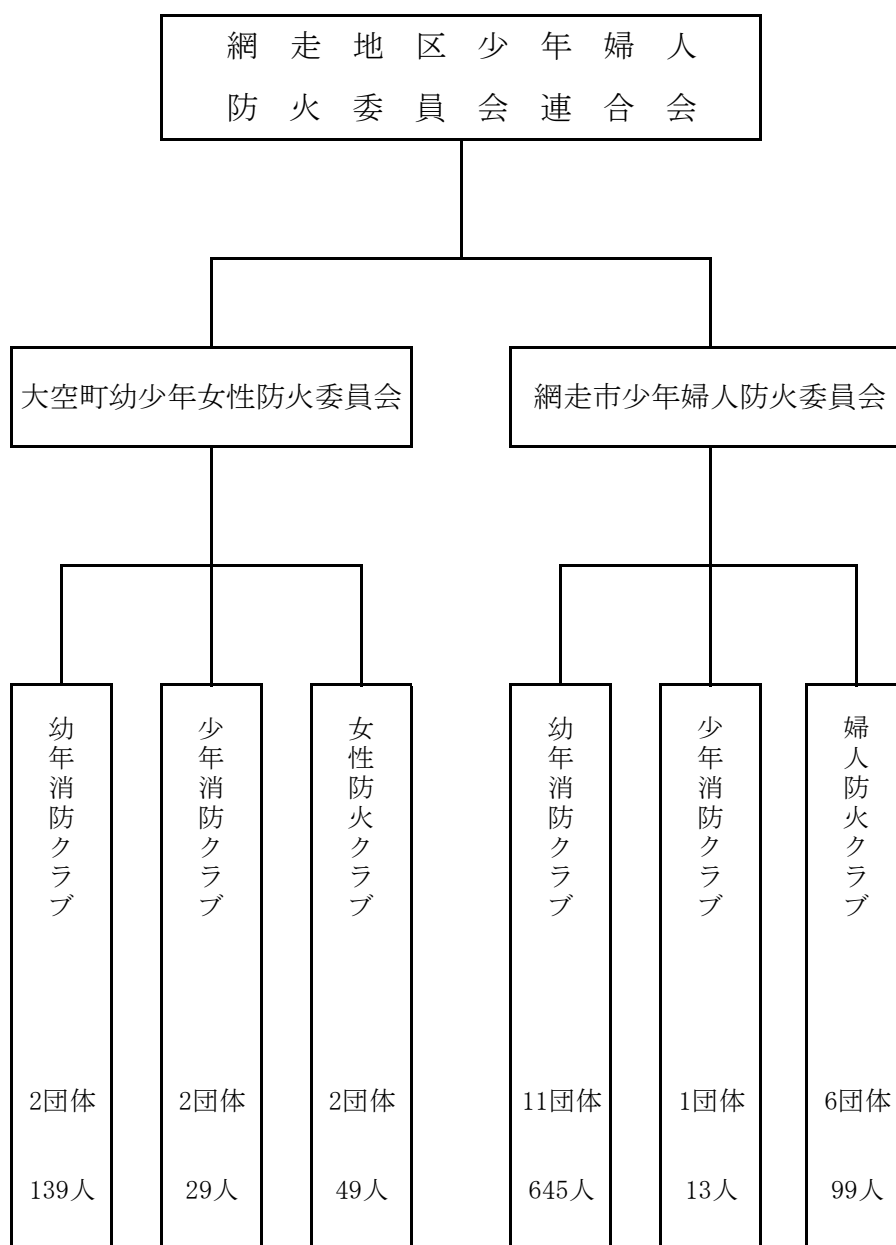 網走地区少年婦人
防火委員会連合会
大空町幼少年女性防火委員会
網走市少年婦人防火委員会
幼年消防クラブ
2団体
139人
少年消防クラブ
2団体
29人
女性防火クラブ
2団体
49人
幼年消防クラブ
11団体
645人
少年消防クラブ
1団体
13人
婦人防火クラブ
6団体
99人